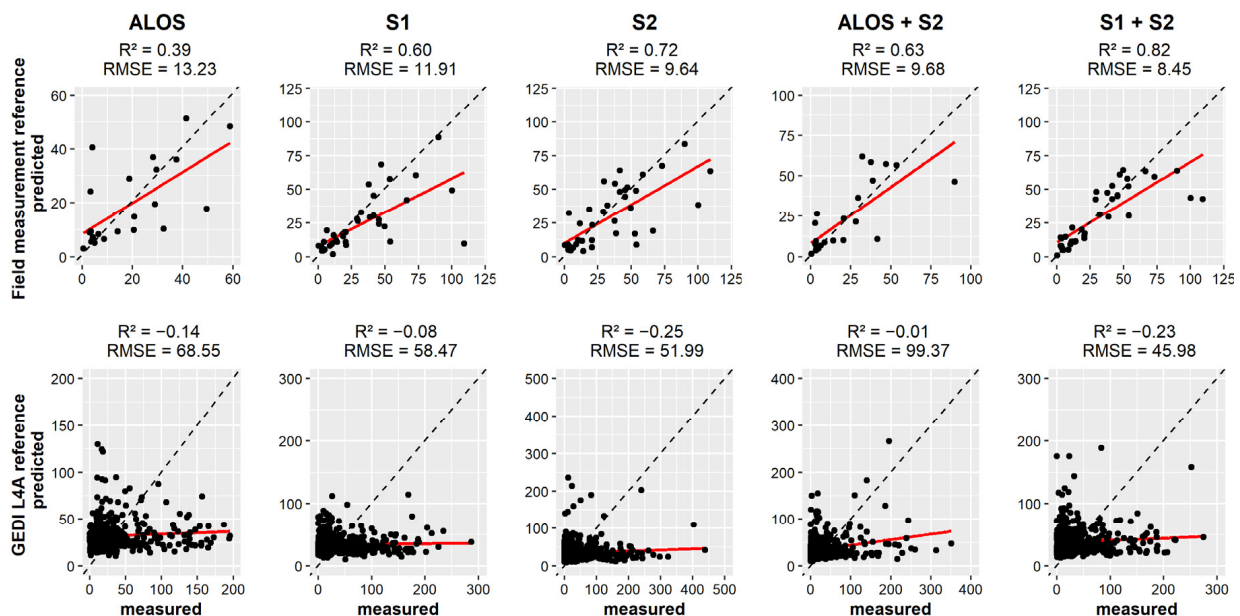 ALOS S1 S2 ALOS + S2 S1 + S2
R² = 0.39 R² = 0.60 R² = 0.72 R² = 0.63 R² = 0.82
RMSE = 13.23 RMSE = 11.91 RMSE = 9.64 RMSE = 9.68 RMSE = 8.45
Field measurement reference
predicted
60
40
20
0
0 20 40 60
125
100
75
50
25
0
0 25 50 75 100 125
125
100
75
50
25
0
0 25 50 75 100 125
100
75
50
25
0
0 25 50 75 100
125
100
75
50
25
0
0 25 50 75 100 125
R² = −0.14 R² = −0.08 R² = −0.25 R² = −0.01 R² = −0.23
RMSE = 68.55 RMSE = 58.47 RMSE = 51.99 RMSE = 99.37 RMSE = 45.98
GEDI L4A reference
predicted
200
150
100
50
0
0 50 100 150 200
300
200
100
0
0 100 200 300
500
400
300
200
100
0
0 100 200 300 400 500
400
300
200
100
0
0 100 200 300 400
300
200
100
0
0 100 200 300
measured measured measured measured measured